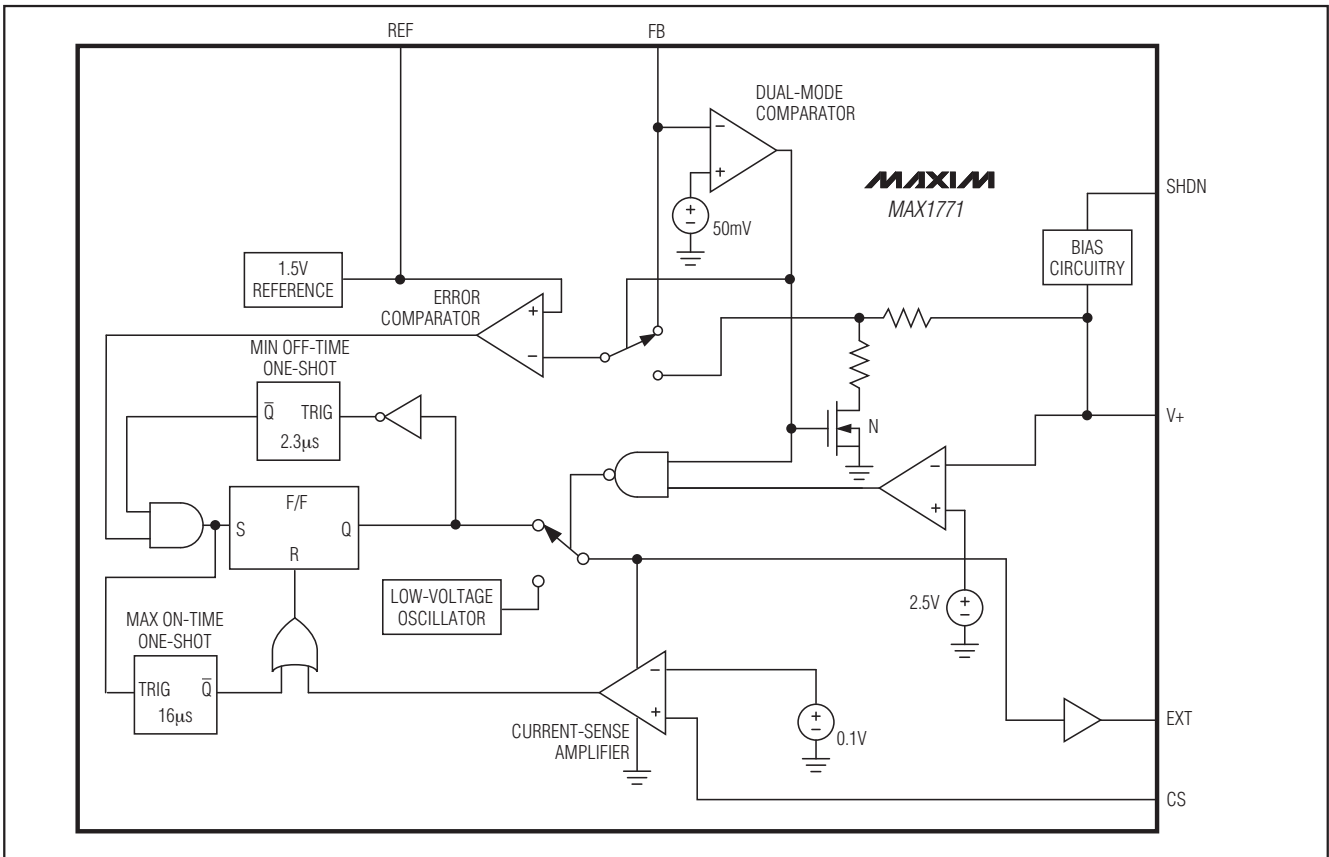 REF
FB
DUAL-MODE
COMPARATOR
−
+
+
−
50mV
MAXIM
MAX1771
SHDN
BIAS
CIRCUITRY
1.5V
REFERENCE
ERROR
COMPARATOR
+
−
MIN OFF-TIME
ONE-SHOT
Q̅ TRIG
2.3µs
N
V+
−
+
F/F
S Q
R
LOW-VOLTAGE
OSCILLATOR
2.5V
+
−
MAX ON-TIME
ONE-SHOT
TRIG Q̅
16µs
−
+
CURRENT-SENSE
AMPLIFIER
+
−
0.1V
EXT
CS